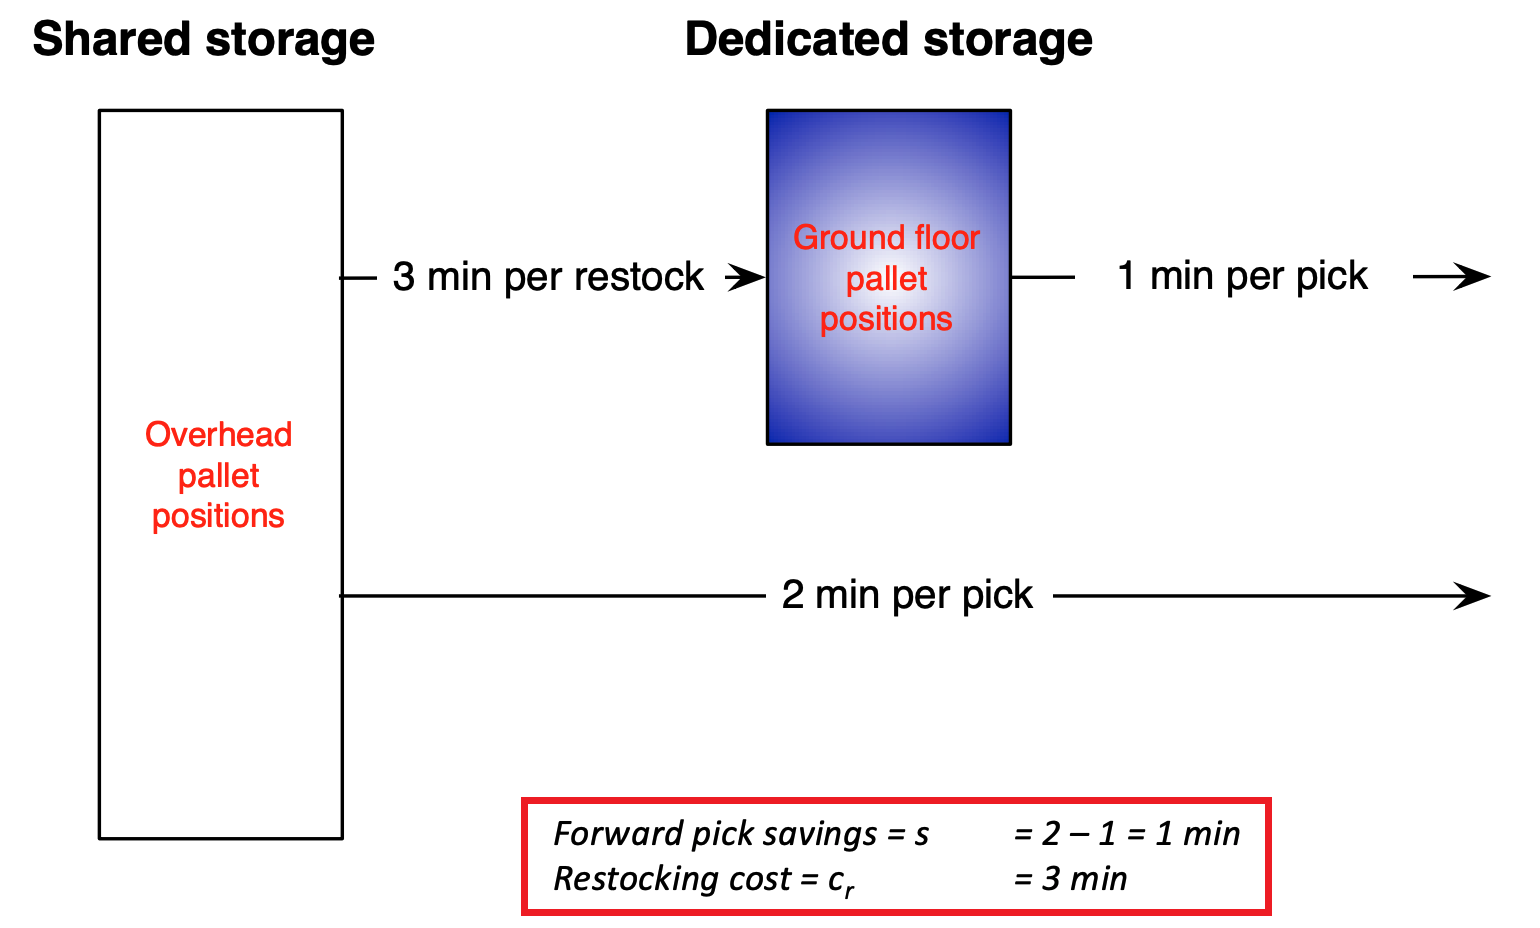 Shared storage
Dedicated storage
Overhead
pallet
positions
3 min per restock
Ground floor
pallet
positions
1 min per pick
2 min per pick
Forward pick savings = s = 2 – 1 = 1 min
Restocking cost = cr = 3 min